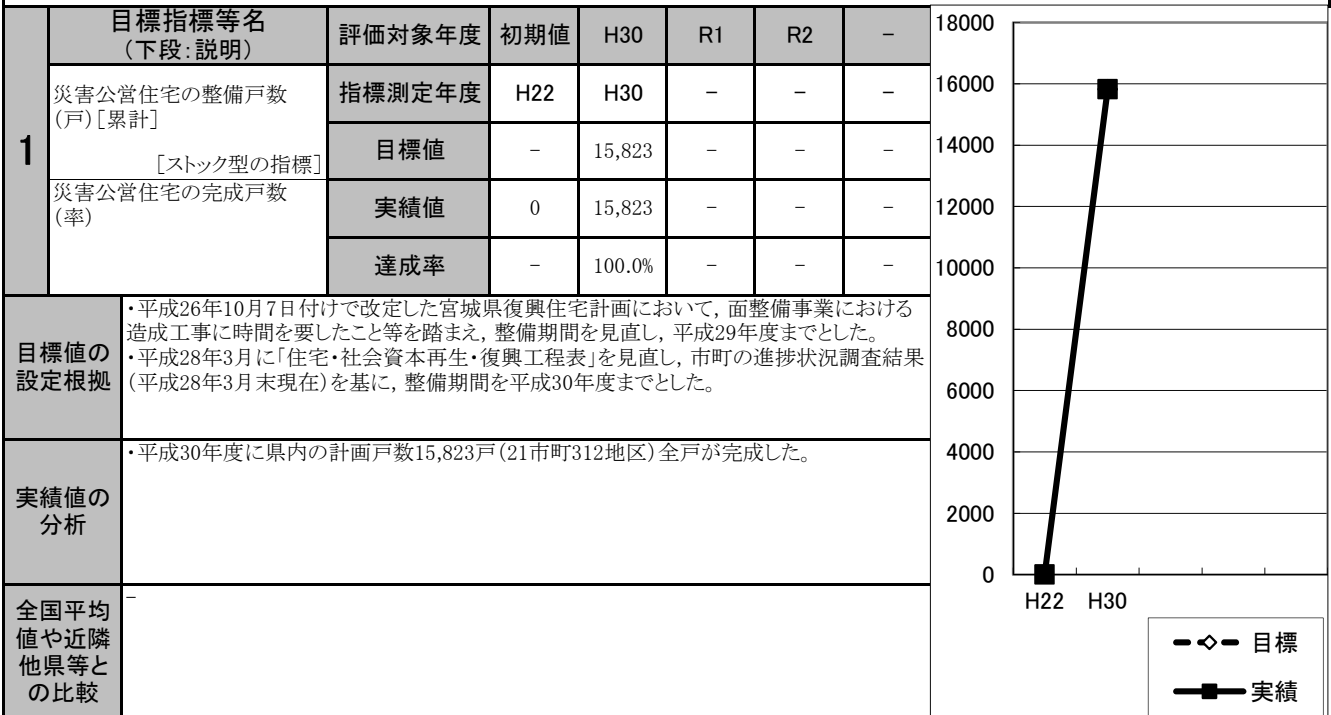 1
目標指標等名
(下段:説明)
評価対象年度 初期値 H30 R1 R2 -
災害公営住宅の整備戸数
(戸)[累計]
[ストック型の指標]
災害公営住宅の完成戸数
(率)
指標測定年度 H22 H30 - - -
目標値 - 15,823 - - -
実績値 0 15,823 - - -
達成率 - 100.0% - - -
目標値の
設定根拠
・平成26年10月7日付けで改定した宮城県復興住宅計画において,面整備事業における
造成工事に時間を要したこと等を踏まえ,整備期間を見直し,平成29年度までとした。
・平成28年3月に「住宅・社会資本再生・復興工程表」を見直し,市町の進捗状況調査結果
(平成28年3月末現在)を基に,整備期間を平成30年度までとした。
実績値の
分析
・平成30年度に県内の計画戸数15,823戸(21市町312地区)全戸が完成した。
全国平均
値や近隣
他県等と
の比較
-
18000
16000
14000
12000
10000
8000
6000
4000
2000
0
H22 H30
目標
実績